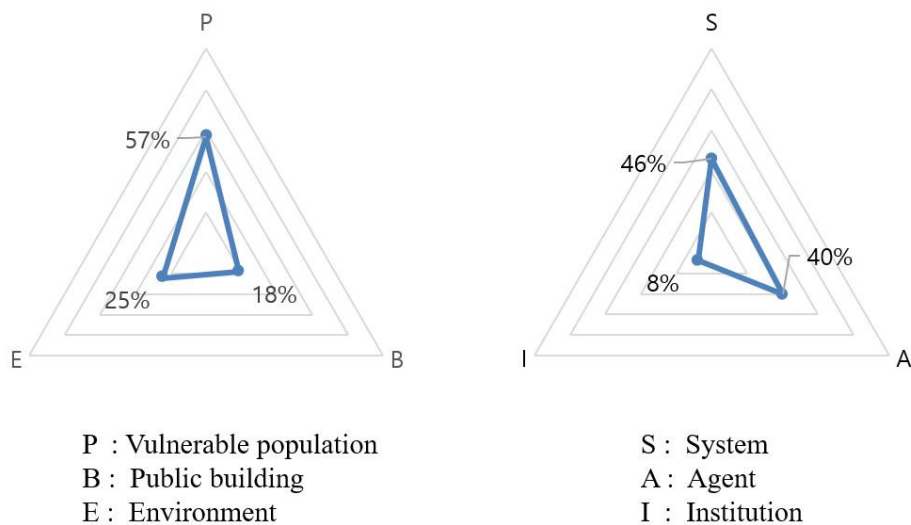 P
57%
25%
18%
E
B
S
46%
40%
8%
I
A
P : Vulnerable population
B : Public building
E : Environment
S : System
A : Agent
I : Institution